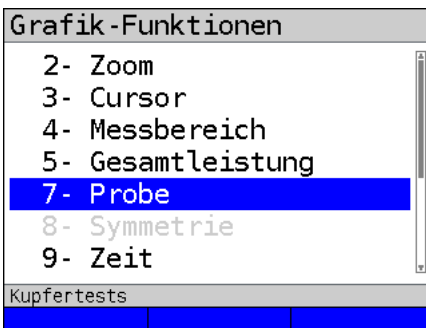 Grafik-Funktionen
2- Zoom
3- Cursor
4- Messbereich
5- Gesamtleistung
7- Probe
8- Symmetrie
9- Zeit
Kupfertests